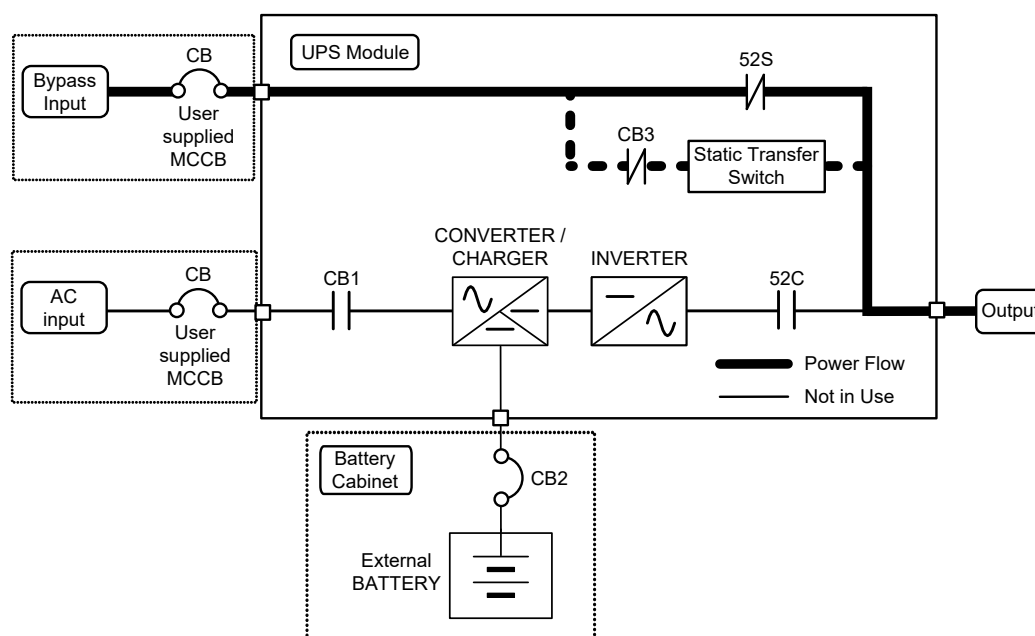 UPS Module
CB
Bypass
Input
User
supplied
MCCB
52S
CB3
Static Transfer
Switch
CONVERTER /
CHARGER
INVERTER
CB
AC
input
User
supplied
MCCB
CB1
52C
Output
Power Flow
Not in Use
Battery
Cabinet
CB2
External
BATTERY